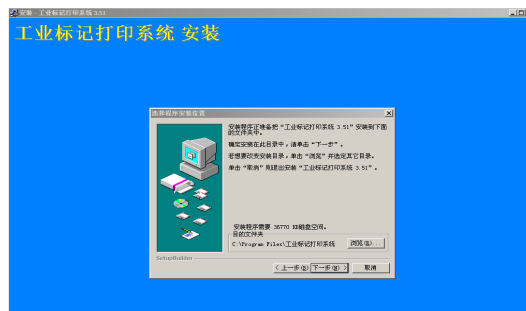 安装 - 工业标记打印系统 3.51
工业标记打印系统 安装
选择程序安装位置
安装程序正准备把“工业标记打印系统 3.51”安装到下面
的文件夹中。
确定安装在此目录中，请单击“下一步”。
若想要改变安装目录，单击“浏览”并选定其它目录。
单击“取消”则退出安装“工业标记打印系统 3.51”。
安装程序需要 36770 KB磁盘空间。
目的文件夹
C:\Program Files\工业标记打印系统
浏览(R)...
SetupBuilder
< 上一步(B)
下一步(N) >
取消